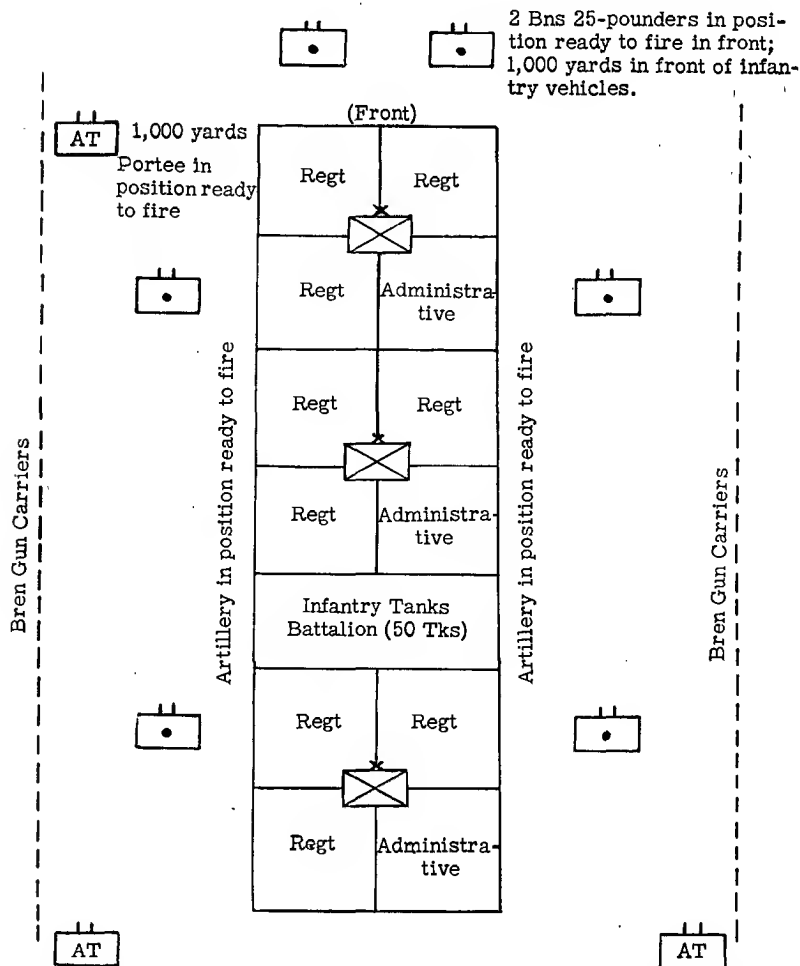 2 Bns 25-pounders in posi-
tion ready to fire in front;
1,000 yards in front of infan-
try vehicles.
(Front)
AT
1,000 yards
Portee in
position ready
to fire
Regt
Regt
Regt
Administra-
tive
Regt
Regt
Regt
Administra-
tive
Bren Gun Carriers
Artillery in position ready to fire
Artillery in position ready to fire
Bren Gun Carriers
Infantry Tanks
Battalion (50 Tks)
Regt
Regt
Regt
Administra-
tive
AT
AT